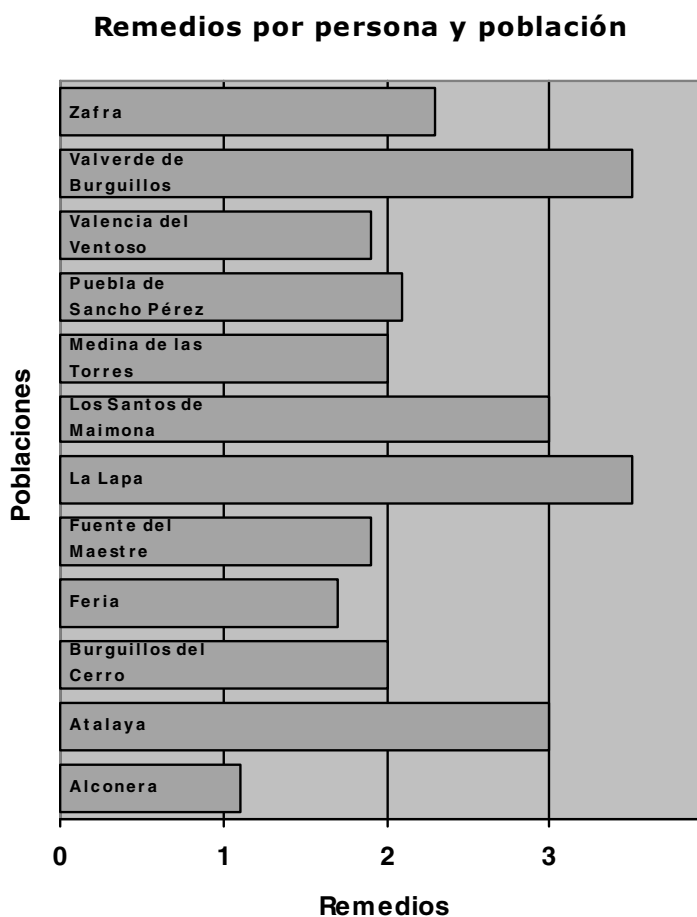 Remedios por persona y población
Zafra
Valverde de
Burguillos
Valencia del
Ventoso
Puebla de
Sancho Pérez
Medina de las
Torres
Los Santos de
Maimona
La Lapa
Fuente del
Maestre
Feria
Burguillos del
Cerro
Atalaya
Alconera
Poblaciones
0 1 2 3
Remedios